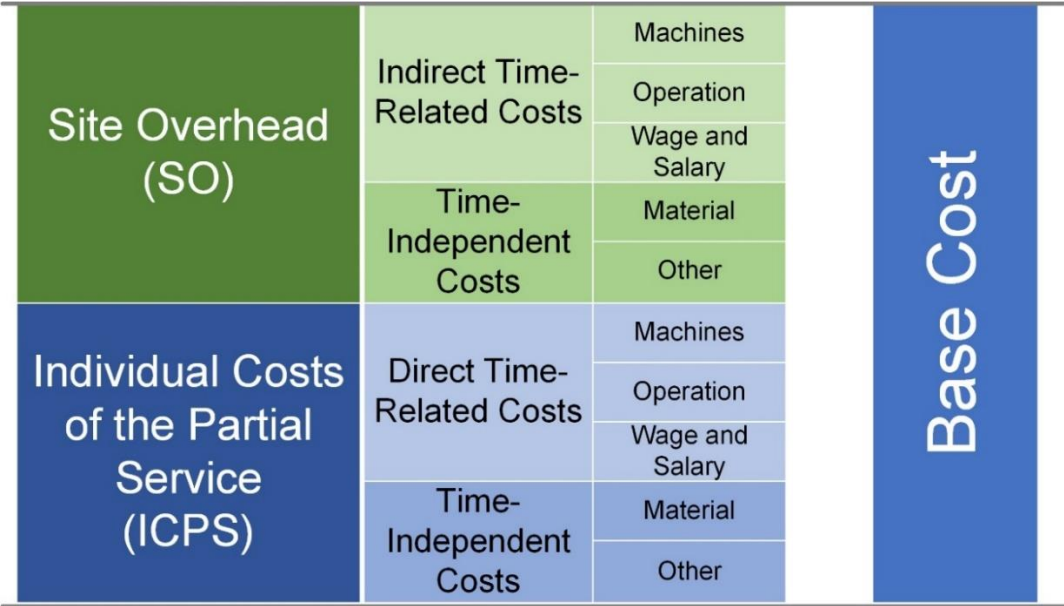 Site Overhead
(SO)
Indirect Time-
Related Costs
Machines
Operation
Wage and
Salary
Time-
Independent
Costs
Material
Other
Individual Costs
of the Partial
Service
(ICPS)
Direct Time-
Related Costs
Machines
Operation
Wage and
Salary
Time-
Independent
Costs
Material
Other
Base Cost